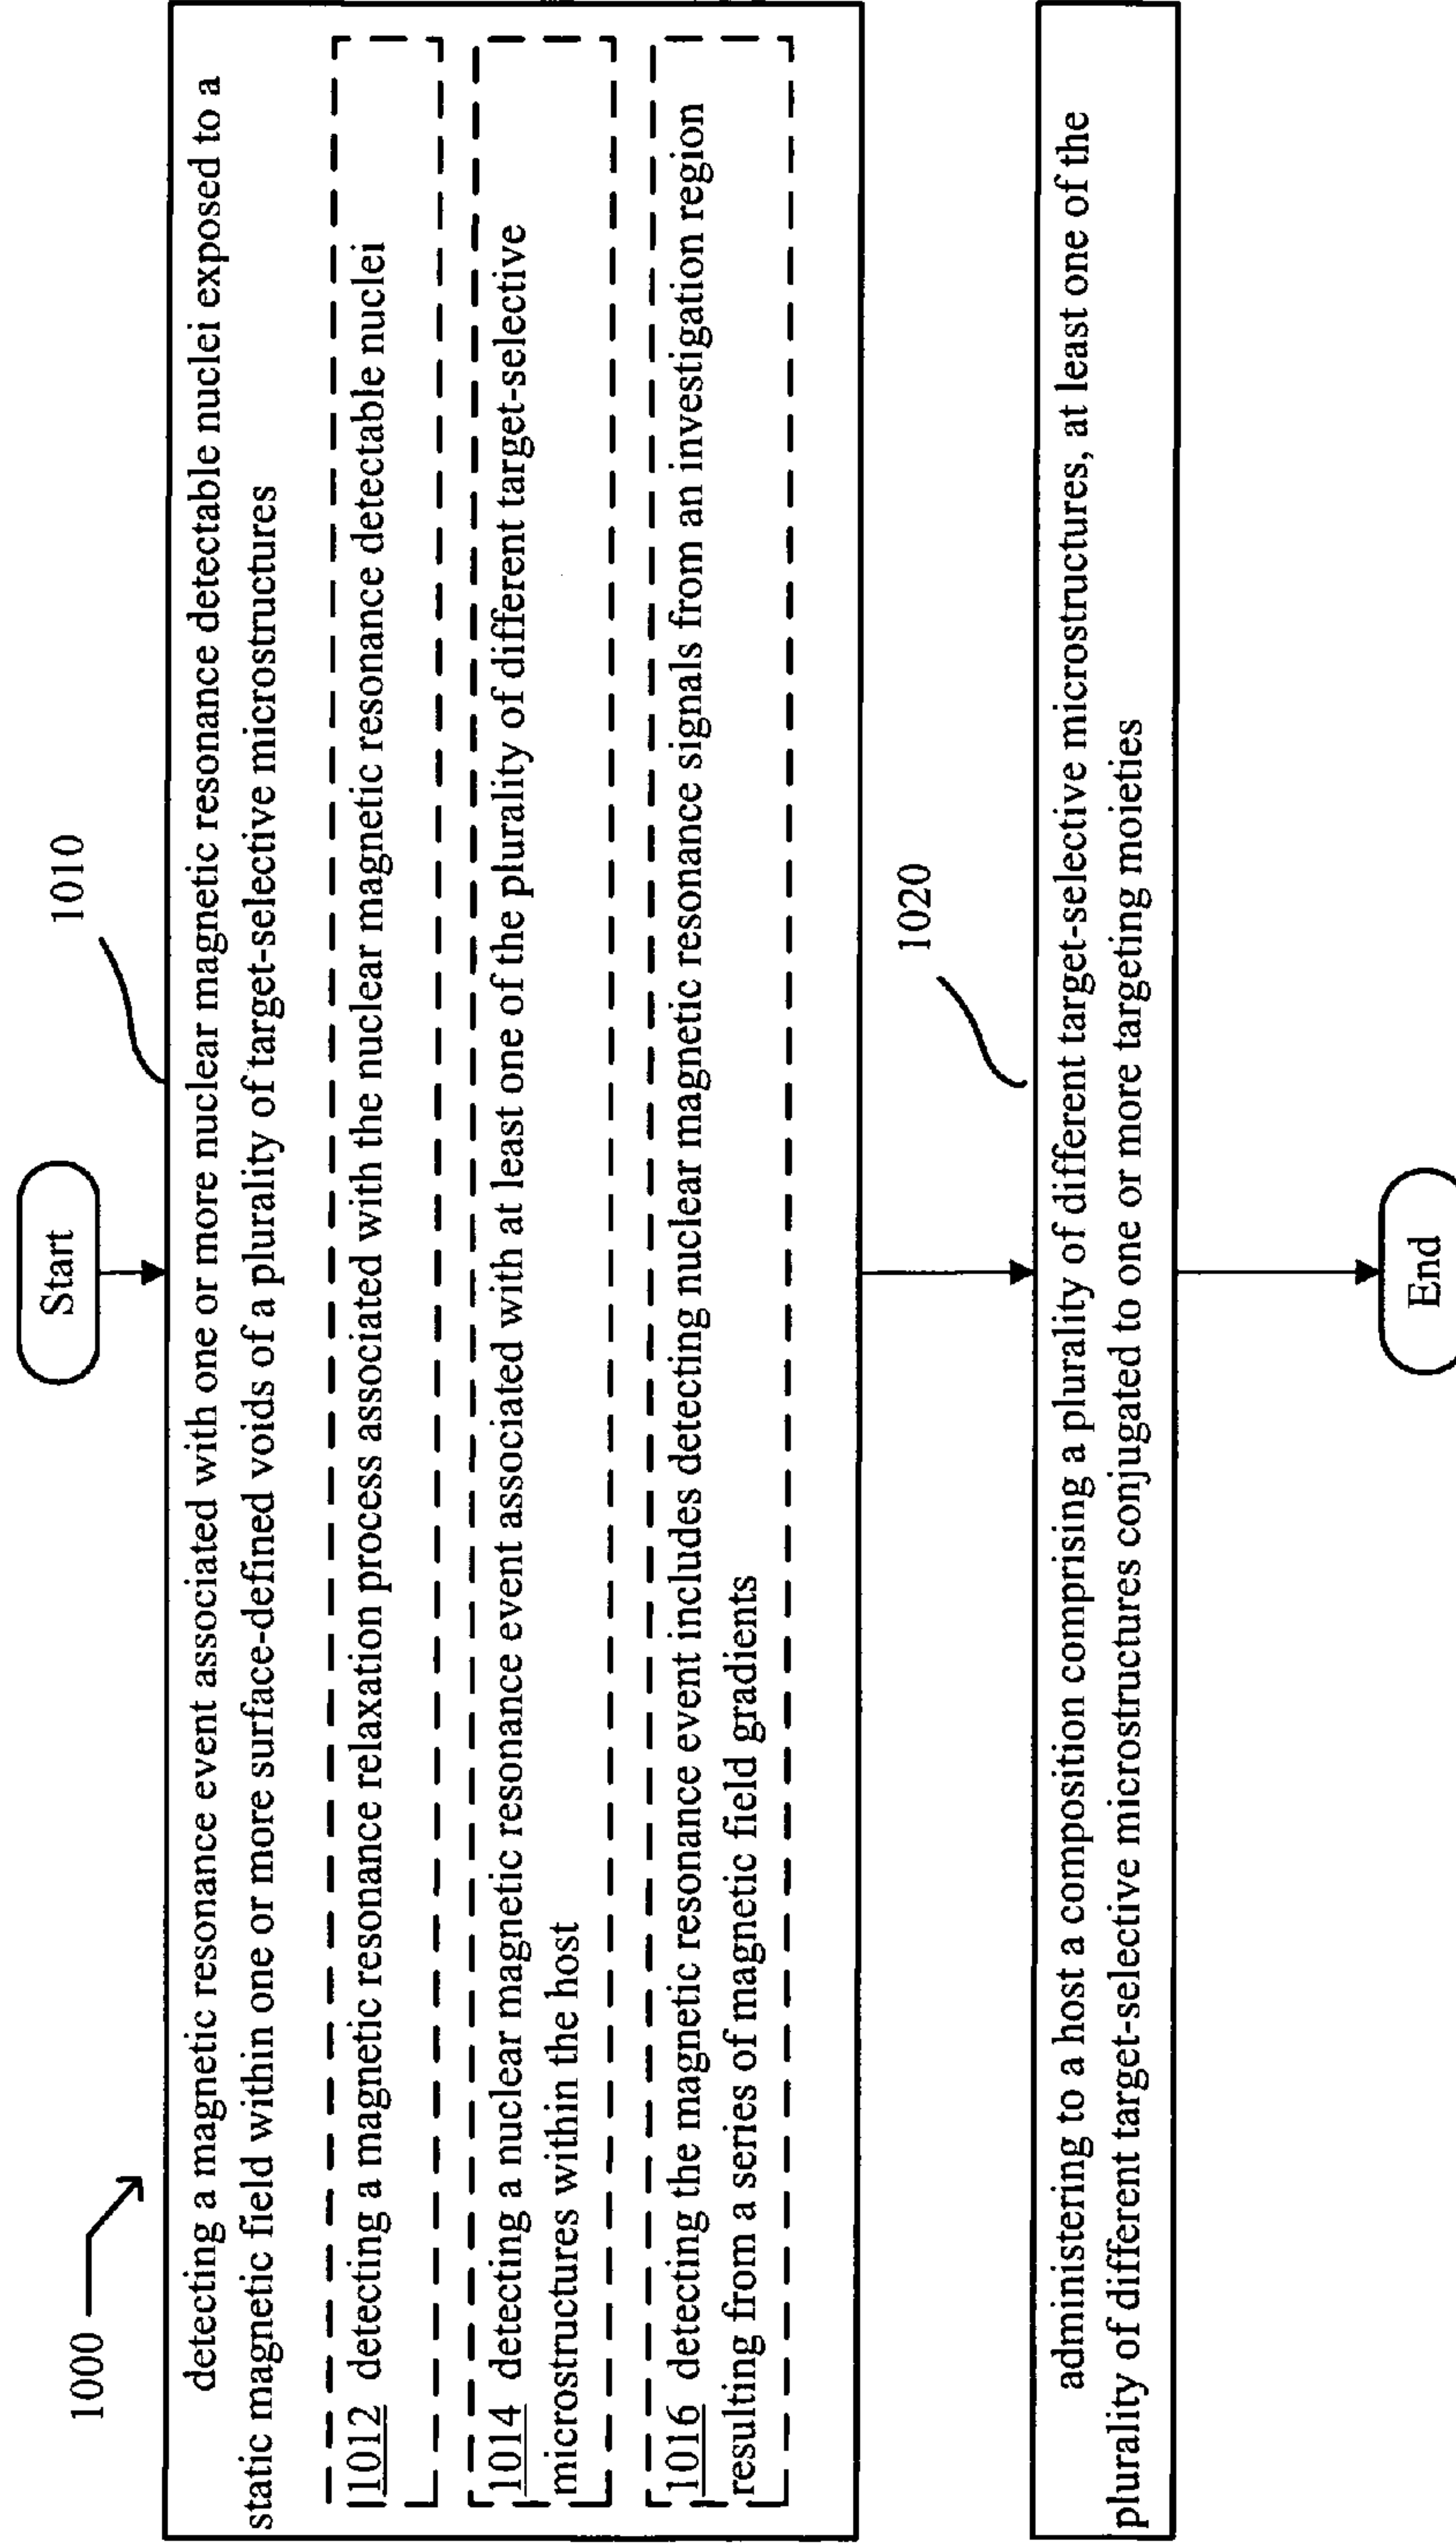 1000
Start
1010
detecting a magnetic resonance event associated with one or more nuclear magnetic resonance detectable nuclei exposed to a
static magnetic field within one or more surface-defined voids of a plurality of target-selective microstructures
1012 detecting a magnetic resonance relaxation process associated with the nuclear magnetic resonance detectable nuclei
1014 detecting a nuclear magnetic resonance event associated with at least one of the plurality of different target-selective
microstructures within the host
1016 detecting the magnetic resonance event includes detecting nuclear magnetic resonance signals from an investigation region
resulting from a series of magnetic field gradients
1020
administering to a host a composition comprising a plurality of different target-selective microstructures, at least one of the
plurality of different target-selective microstructures conjugated to one or more targeting moieties
End